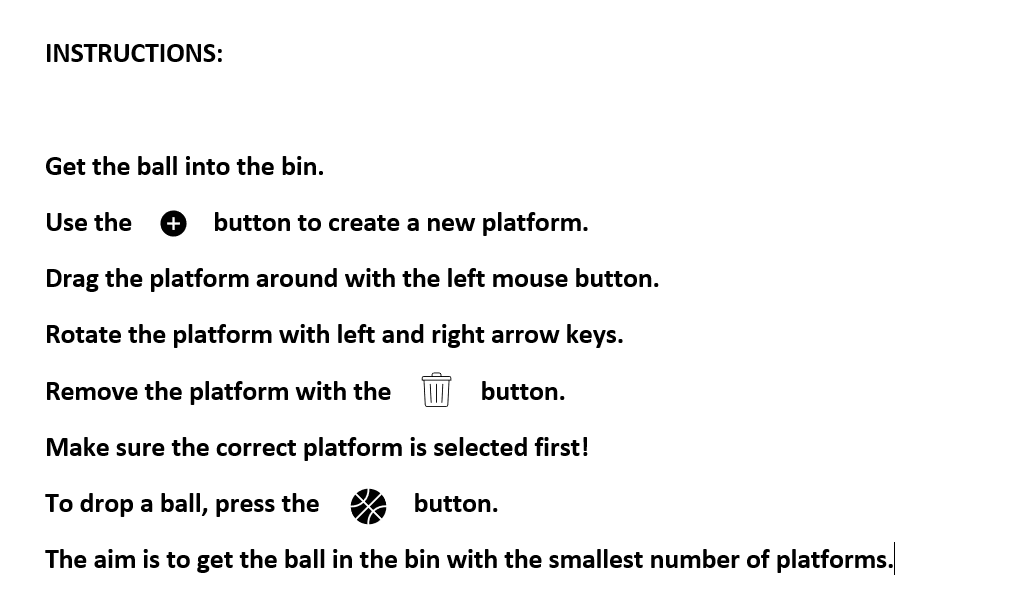 INSTRUCTIONS:
Get the ball into the bin.
Use the button to create a new platform.
Drag the platform around with the left mouse button.
Rotate the platform with left and right arrow keys.
Remove the platform with the button.
Make sure the correct platform is selected first!
To drop a ball, press the button.
The aim is to get the ball in the bin with the smallest number of platforms.